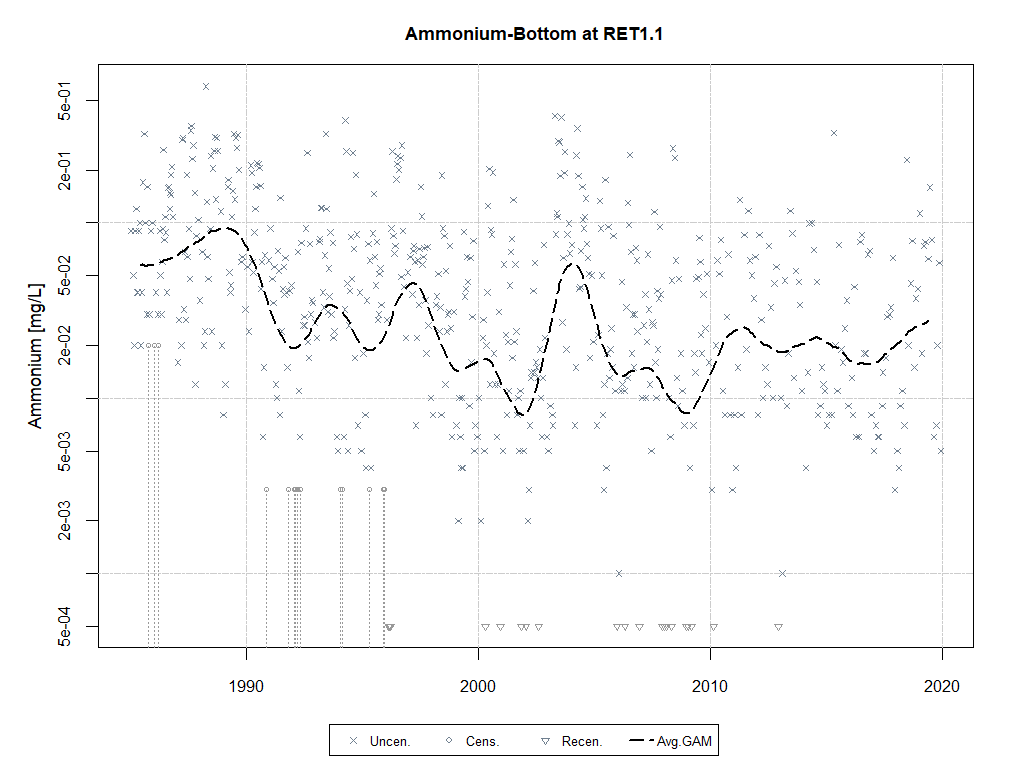 Ammonium-Bottom at RET1.1
Ammonium [mg/L]
5e-01
2e-01
5e-02
2e-02
5e-03
2e-03
5e-04
1990 2000 2010 2020
Uncen. Cens. Recen. Avg.GAM